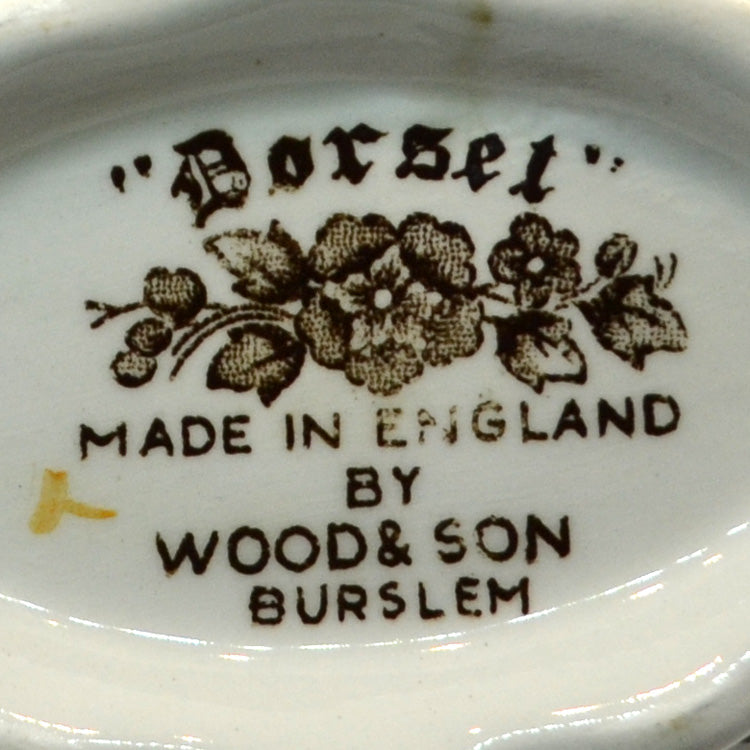 "Dorset"
MADE IN ENGLAND
BY
WOOD & SON
BURSLEM